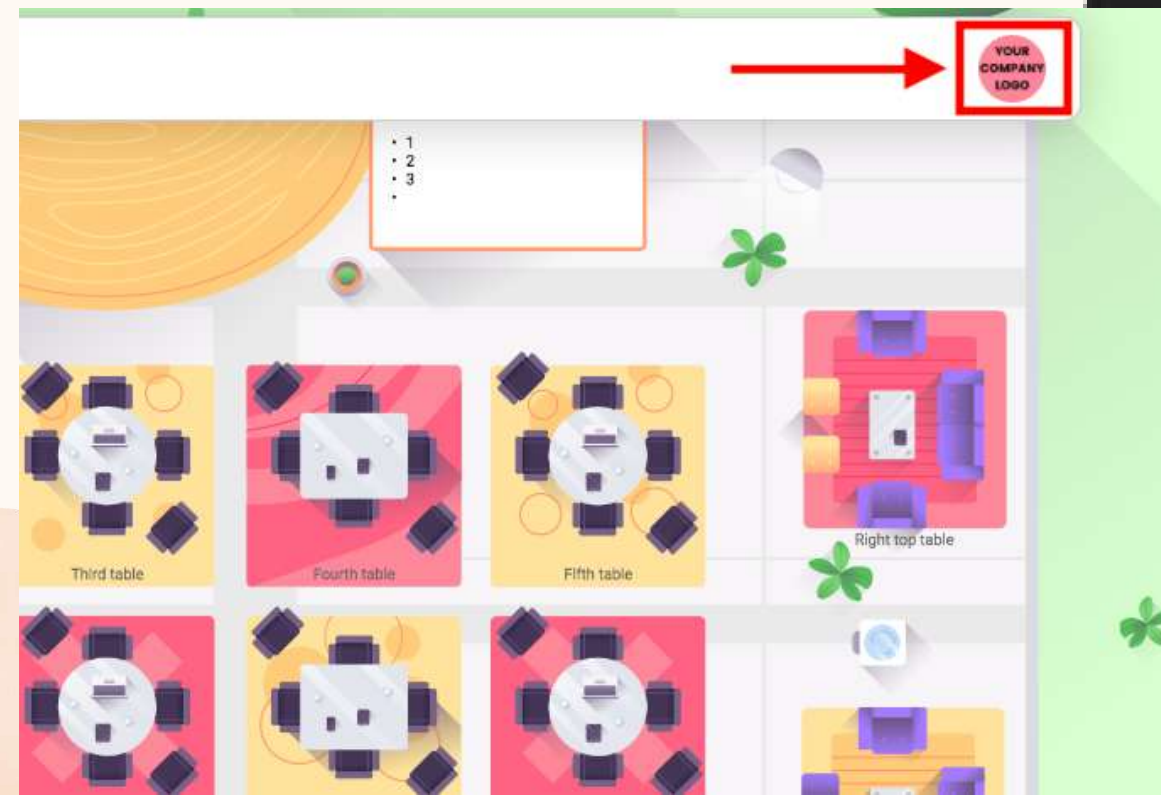 YOUR
COMPANY
LOGO
• 1
• 2
• 3
•
Right top table
Third table
Fourth table
Fifth table